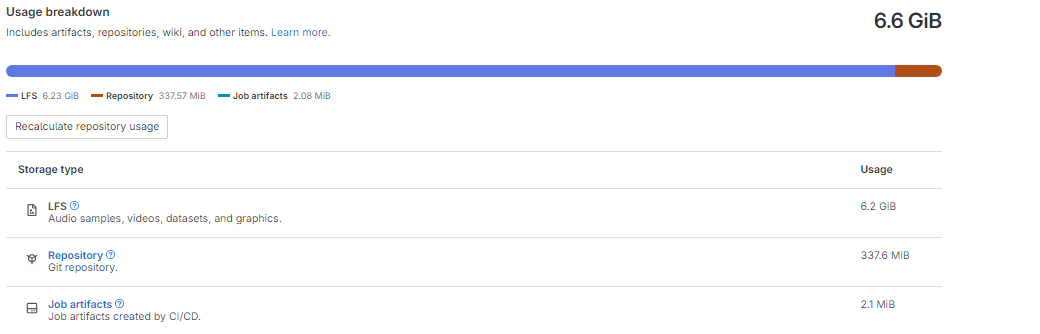 Usage breakdown
6.6 GiB
Includes artifacts, repositories, wiki, and other items. Learn more.
LFS 6.23 GiB Repository 337.57 MiB Job artifacts 2.08 MiB
Recalculate repository usage
Storage type Usage
LFS 6.2 GiB
Audio samples, videos, datasets, and graphics.
Repository 337.6 MiB
Git repository.
Job artifacts 2.1 MiB
Job artifacts created by CI/CD.